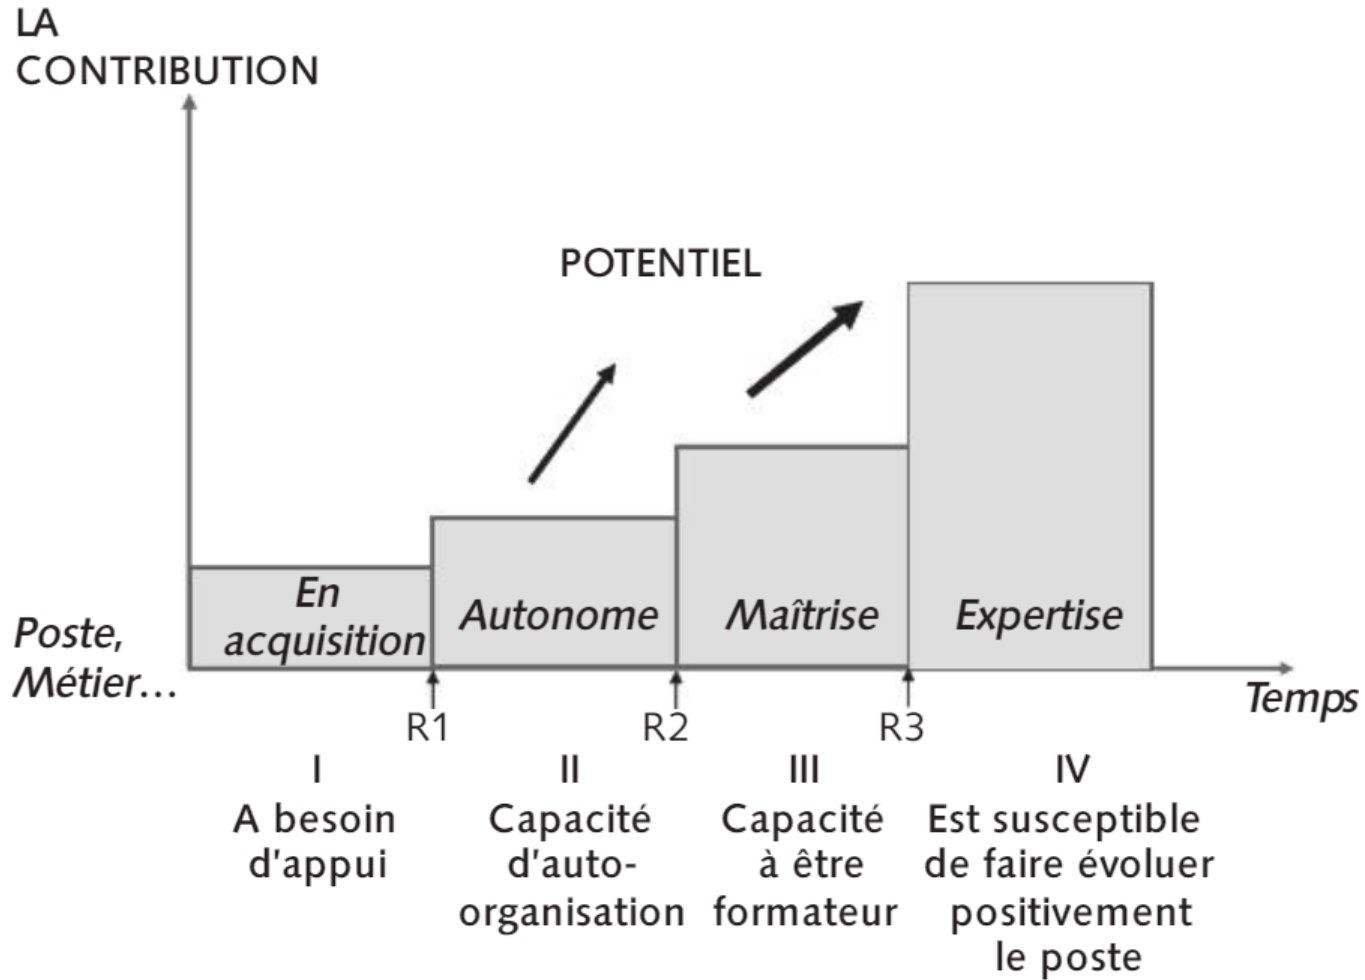 LA
CONTRIBUTION
POTENTIEL
En
acquisition
Autonome
Maîtrise
Expertise
Poste,
Métier...
Temps
R1
R2
R3
I
A besoin
d'appui
II
Capacité
d'auto-
organisation
III
Capacité
à être
formateur
IV
Est susceptible
de faire évoluer
positivement
le poste